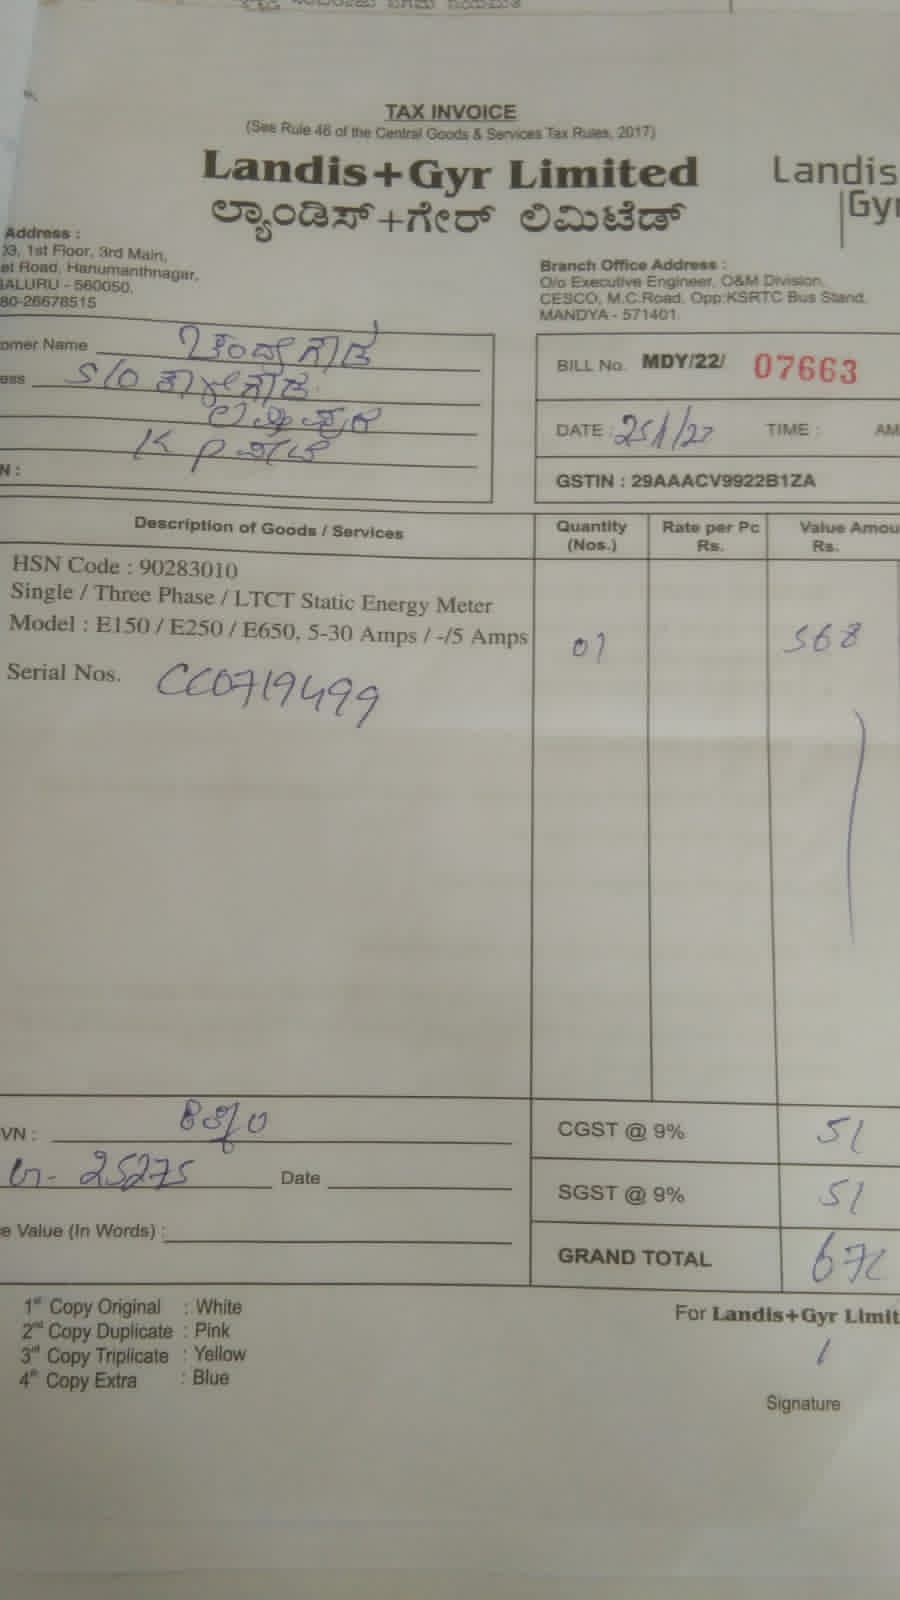 TAX INVOICE
(See Rule 46 of the Central Goods & Services Tax Rules, 2017)
Landis+Gyr Limited
ಲ್ಯಾಂಡಿಸ್+ಗೇರ್ ಲಿಮಿಟೆಡ್
Landis
Gyr
Address :
03, 1st Floor, 3rd Main,
et Road, Hanumanthnagar,
BALURU - 560050,
80-26678515
Branch Office Address :
O/o Executive Engineer, O&M Division,
CESCO, M.C.Road, Opp:KSRTC Bus Stand,
MANDYA - 571401.
omer Name
ess S/o
K P
N :
BILL No. MDY/22/ 07663
DATE : TIME : AM
GSTIN : 29AAACV9922B1ZA
Description of Goods / Services Quantity (Nos.) Rate per Pc Rs. Value Amou Rs.
HSN Code : 90283010
Single / Three Phase / LTCT Static Energy Meter
Model : E150 / E250 / E650, 5-30 Amps / -/5 Amps 01 568
Serial Nos. CC0719499
VN :
25275 Date
e Value (In Words) :
CGST @ 9% 51
SGST @ 9% 51
GRAND TOTAL
1st Copy Original : White
2nd Copy Duplicate : Pink
3rd Copy Triplicate : Yellow
4th Copy Extra : Blue
For Landis+Gyr Limit
Signature